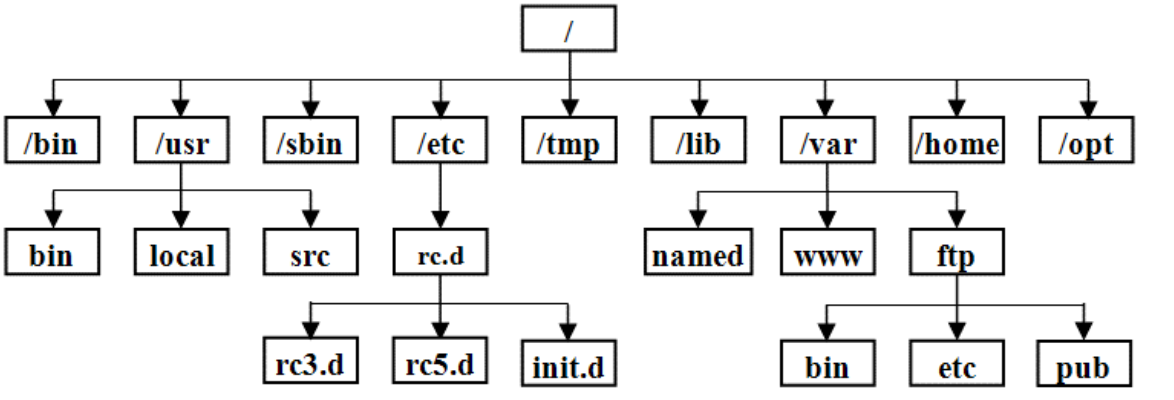 /
/bin /usr /sbin /etc /tmp /lib /var /home /opt
bin local src rc.d named www ftp
rc3.d rc5.d init.d bin etc pub